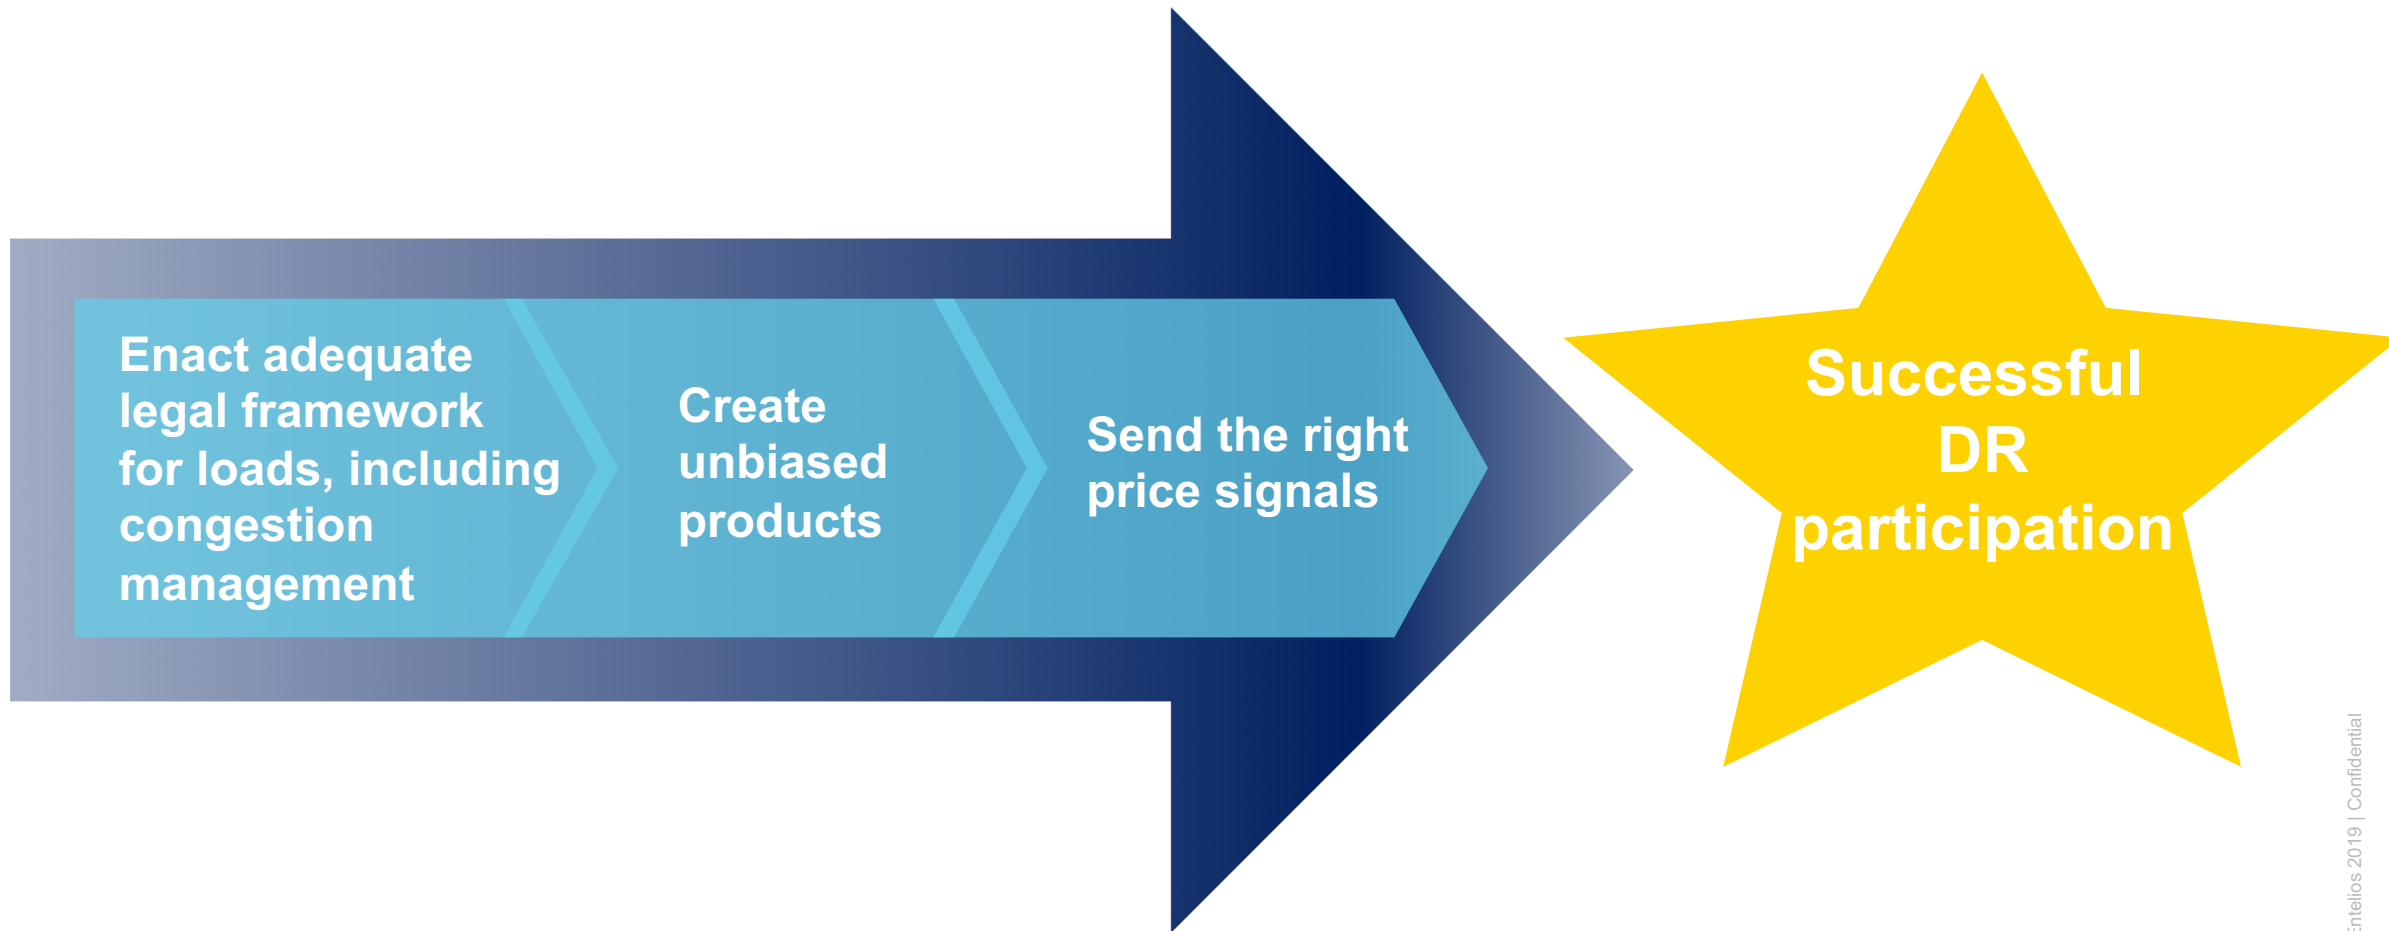 Enact adequate
legal framework
for loads, including
congestion
management
Create
unbiased
products
Send the right
price signals
Successful
DR
participation
2019 | Confidential